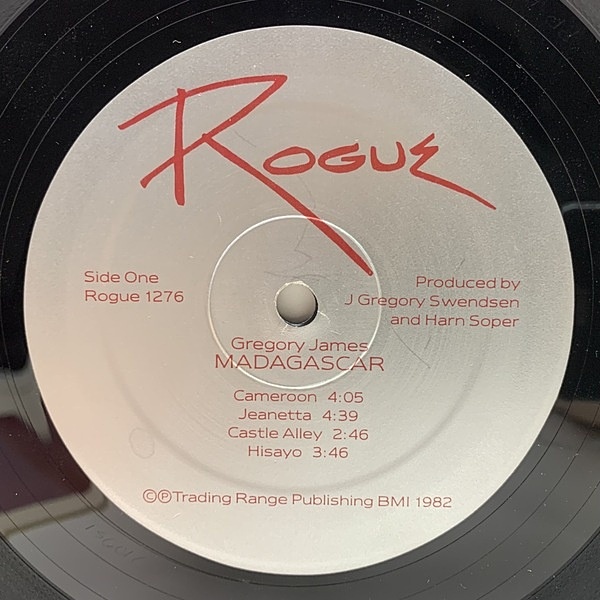 ROGUE
Side One
Rogue 1276
Produced by
J Gregory Swendsen
and Harn Soper
Gregory James
MADAGASCAR
Cameroon 4:05
Jeanetta 4:39
Castle Alley 2:46
Hisayo 3:46
©℗Trading Range Publishing BMI 1982